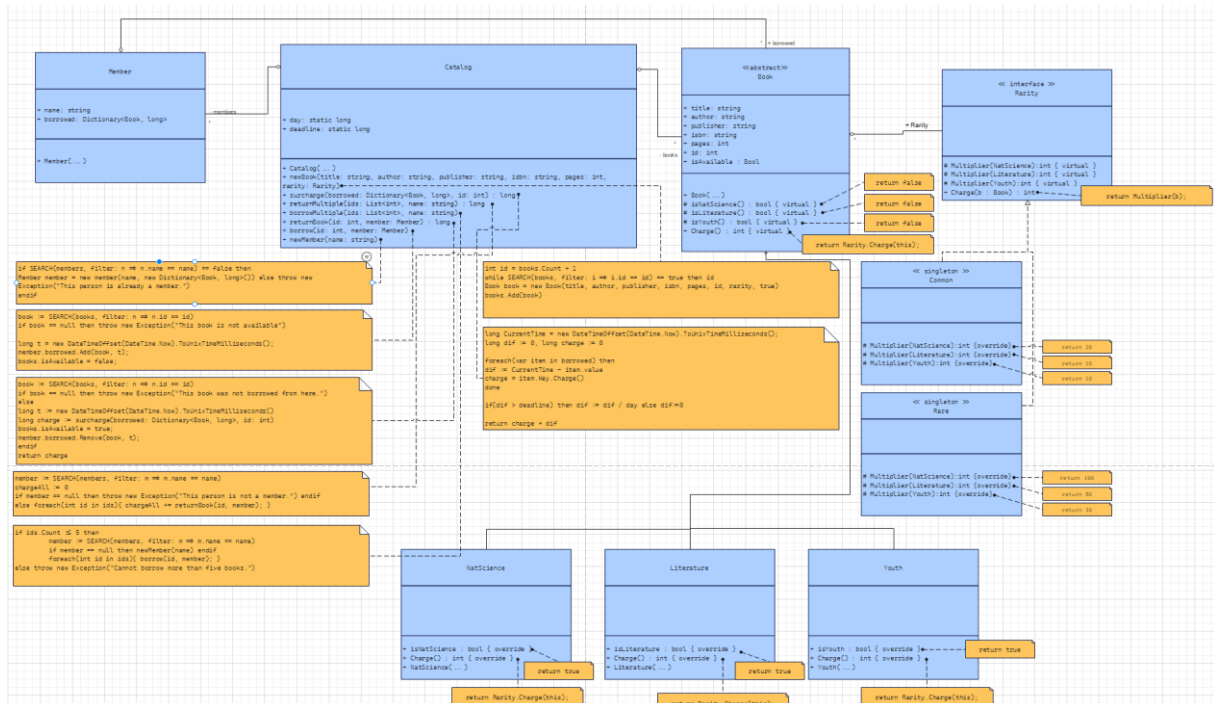 + borrowed
Member
+ name: string
+ borrowed: Dictionary<Book, long>
+ Member(...)
- members
Catalog
+ day: static long
+ deadline: static long
+ Catalog(...)
+ newBook(title: string, author: string, publisher: string, isbn: string, pages: int,
rarity: Rarity)
+ surcharge(borrowed: Dictionary<Book, long>, id: int) : long
+ returnMultiple(ids: List<int>, name: string) : long
+ borrowMultiple(ids: List<int>, name: string)
+ returnBook(id: int, member: Member) : long
+ borrow(id: int, member: Member)
+ newMember(name: string)
- books
<<abstract>>
Book
+ title: string
+ author: string
+ publisher: string
+ isbn: string
+ pages: int
+ id: int
+ isAvailable : Bool
+ Book(...)
# isNatScience() : bool { virtual }
# isLiterature() : bool { virtual }
# isYouth() : bool { virtual }
+ Charge() : int { virtual }
return false
return false
return false
return Rarity.Charge(this);
+ Rarity
<< interface >>
Rarity
# Multiplier(NatScience):int { virtual }
# Multiplier(Literature):int { virtual }
# Multiplier(Youth):int { virtual }
+ Charge(b : Book) : int
return Multiplier(b);
if SEARCH(members, filter: n => n.name == name) == false then
Member member = new member(name, new Dictionary<Book, long>()) else throw new
Exception("This person is already a member.")
endif
book := SEARCH(books, filter: n => n.id == id)
if book == null then throw new Exception("This book is not available")
long t = new DateTimeOffset(DateTime.Now).ToUnixTimeMilliseconds();
member.borrowed.Add(book, t);
books.isAvailable = false;
book := SEARCH(books, filter: n => n.id == id)
if book == null then throw new Exception("This book was not borrowed from here.")
else
long t := new DateTimeOffset(DateTime.Now).ToUnixTimeMilliseconds()
long charge := surcharge(borrowed: Dictionary<Book, long>, id: int)
books.isAvailable = true;
member.borrowed.Remove(book, t);
endif
return charge
member := SEARCH(members, filter: n => n.name == name)
chargeAll := 0
if member == null then throw new Exception("This person is not a member.") endif
else foreach(int id in ids){ chargeAll += returnBook(id, member); }
if ids.Count ≤ 5 then
member := SEARCH(members, filter: m => m.name == name)
if member == null then newMember(name) endif
foreach(int id in ids){ borrow(id, member); }
else throw new Exception("Cannot borrow more than five books.")
int id = books.Count + 1
while SEARCH(books, filter: i => i.id == id) == true then id
Book book = new Book(title, author, publisher, isbn, pages, id, rarity, true)
books.Add(book)
long CurrentTime = new DateTimeOffset(DateTime.Now).ToUnixTimeMilliseconds();
long dif := 0, long charge := 0
foreach(var item in borrowed) then
dif := CurrentTime - item.value
charge = item.Key.Charge()
done
if(dif > deadline) then dif := dif / day else dif:=0
return charge * dif
<< singleton >>
Common
# Multiplier(NatScience):int {override}
# Multiplier(Literature):int {override}
# Multiplier(Youth):int {override}
return 20
return 10
return 10
<< singleton >>
Rare
# Multiplier(NatScience):int {override}
# Multiplier(Literature):int {override}
# Multiplier(Youth):int {override}
return 100
return 50
return 30
NatScience
+ isNatScience : bool { override }
+ Charge() : int { override }
+ NatScience(...)
return true
return Rarity.Charge(this);
Literature
+ isLiterature : bool { override }
+ Charge() : int { override }
+ Literature(...)
return true
return Rarity.Charge(this);
Youth
+ isYouth : bool { override }
+ Charge() : int { override }
+ Youth(...)
return true
return Rarity.Charge(this);